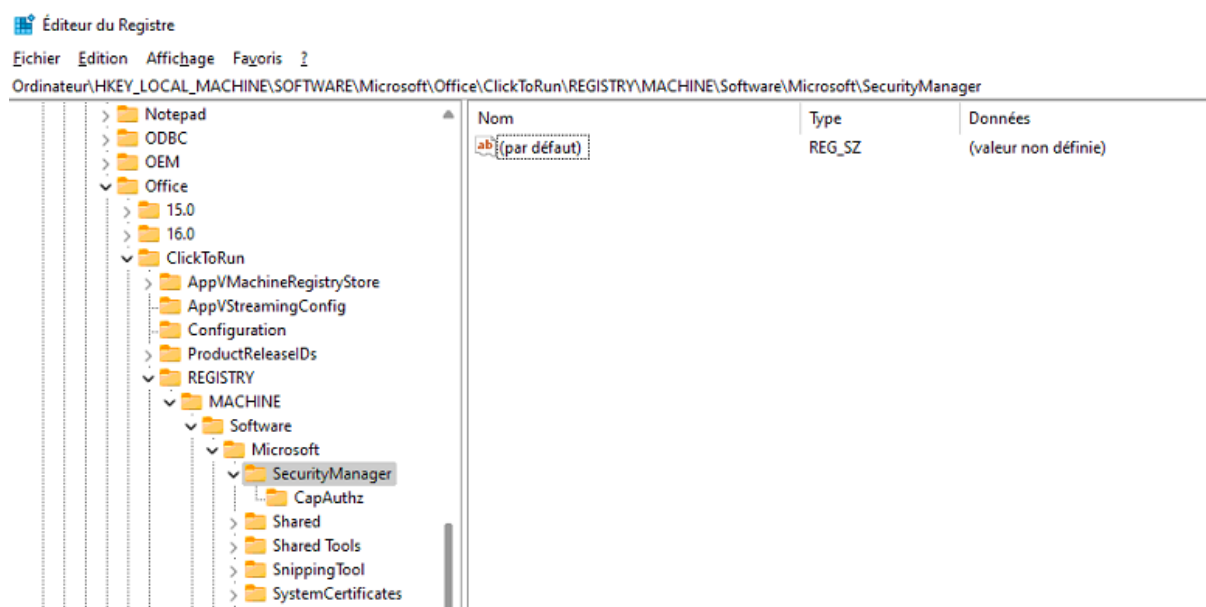 Éditeur du Registre
Fichier Edition Affichage Favoris ?
Ordinateur\HKEY_LOCAL_MACHINE\SOFTWARE\Microsoft\Office\ClickToRun\REGISTRY\MACHINE\Software\Microsoft\SecurityManager
Notepad
ODBC
OEM
Office
15.0
16.0
ClickToRun
AppVMachineRegistryStore
AppVStreamingConfig
Configuration
ProductReleaseIDs
REGISTRY
MACHINE
Software
Microsoft
SecurityManager
CapAuthz
Shared
Shared Tools
SnippingTool
SystemCertificates
Nom Type Données
ab (par défaut) REG_SZ (valeur non définie)